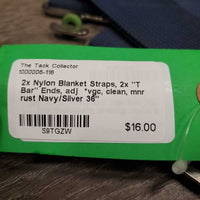 The Tack Collector
1000006-116
2x Nylon Blanket Straps, 2x "T
Bar" Ends, adj *vgc, clean, mnr
rust Navy/Sliver 36"
S9TGZW
$16.00